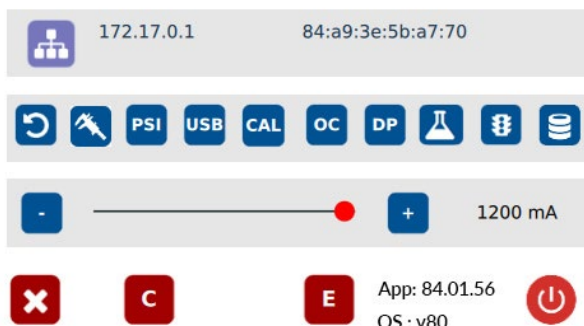 172.17.0.1 84:a9:3e:5b:a7:70
PSI USB CAL OC DP
- + 1200 mA
C E App: 84.01.56
OS : v80